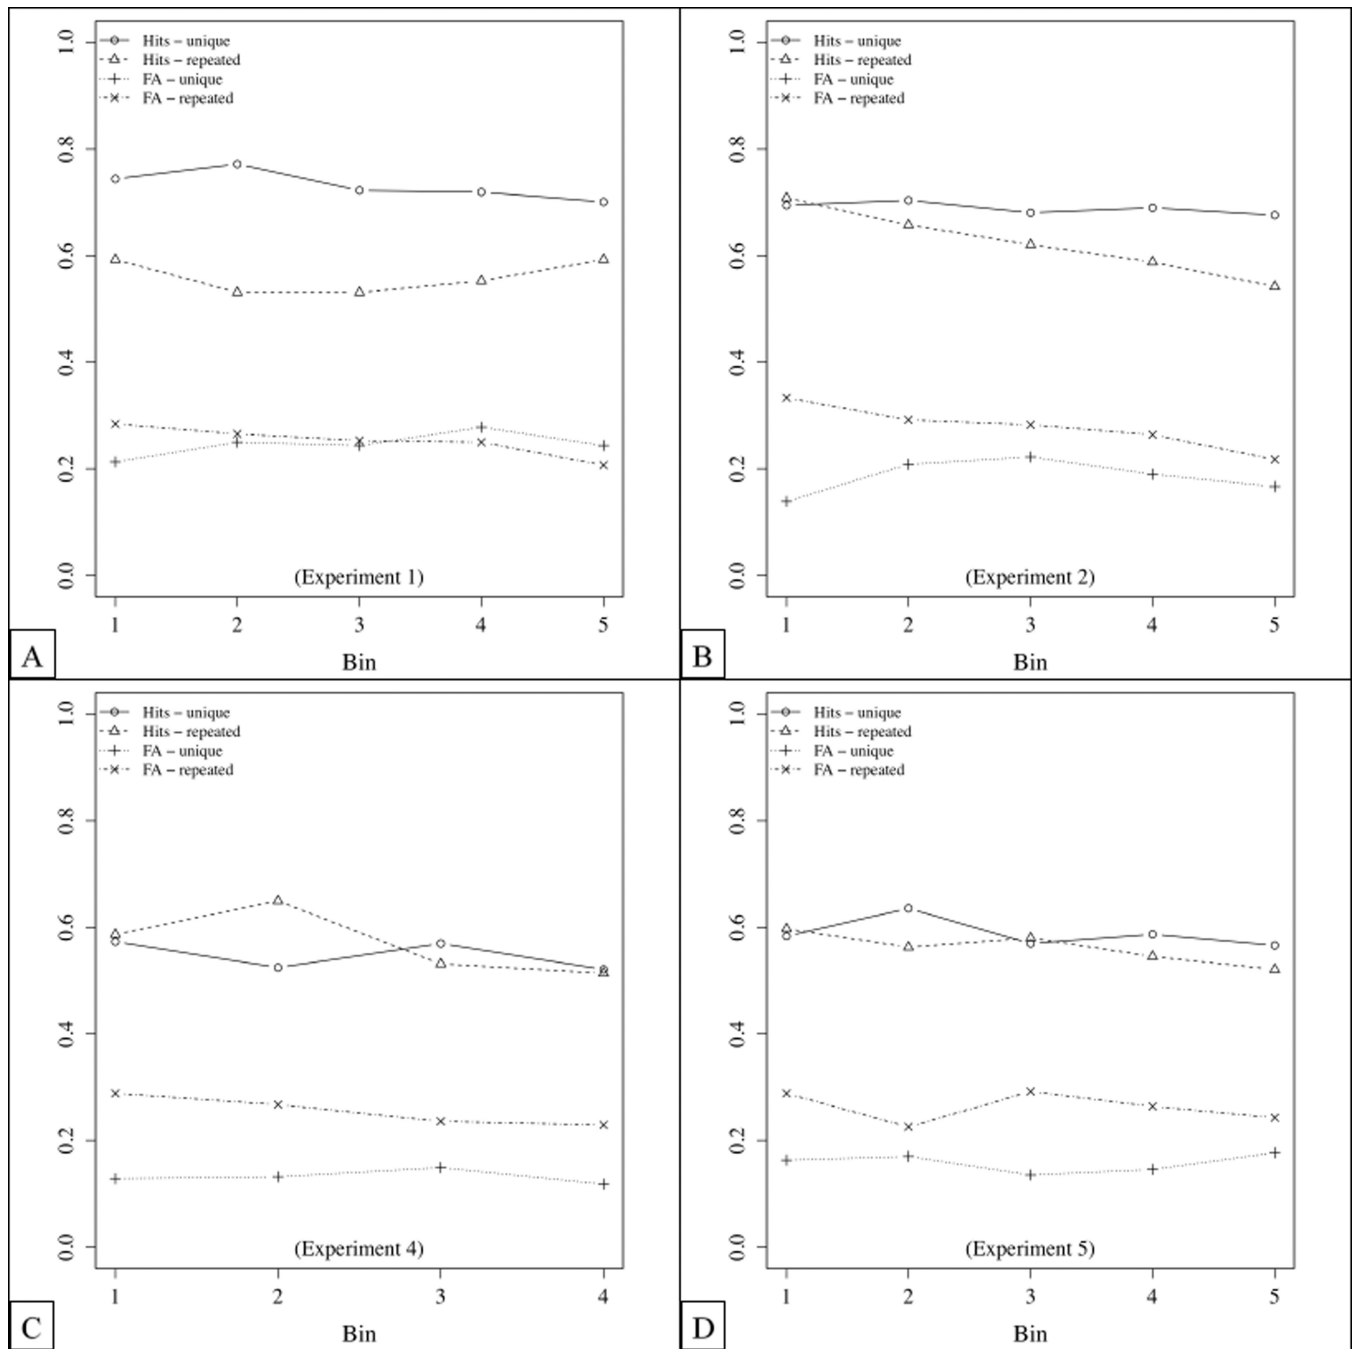 Hits – unique
Hits – repeated
FA – unique
FA – repeated
1.0
0.8
0.6
0.4
0.2
0.0
(Experiment 1)
1 2 3 4 5
Bin
A
Hits – unique
Hits – repeated
FA – unique
FA – repeated
1.0
0.8
0.6
0.4
0.2
0.0
(Experiment 2)
1 2 3 4 5
Bin
B
Hits – unique
Hits – repeated
FA – unique
FA – repeated
1.0
0.8
0.6
0.4
0.2
0.0
(Experiment 4)
1 2 3 4
Bin
C
Hits – unique
Hits – repeated
FA – unique
FA – repeated
1.0
0.8
0.6
0.4
0.2
0.0
(Experiment 5)
1 2 3 4 5
Bin
D